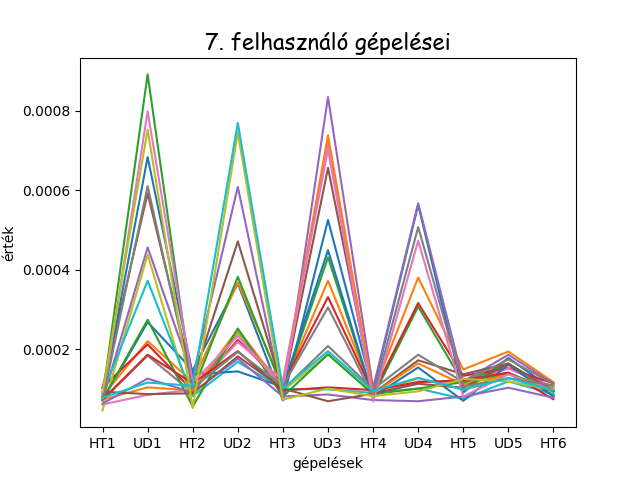 7. felhasználó gépelései
érték
0.0008
0.0006
0.0004
0.0002
HT1 UD1 HT2 UD2 HT3 UD3 HT4 UD4 HT5 UD5 HT6
gépelések